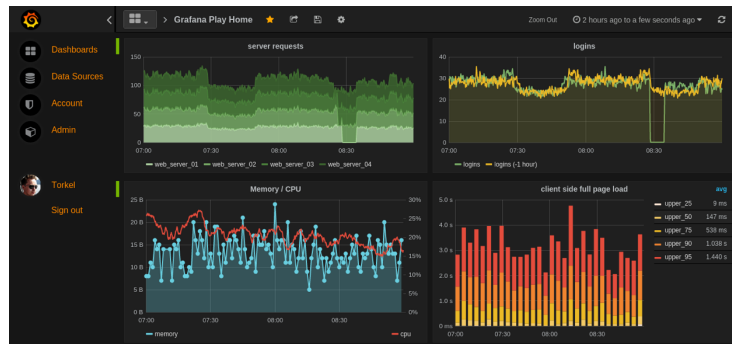 Grafana Play Home
Zoom Out
2 hours ago to a few seconds ago
Dashboards
Data Sources
Account
Admin
Torkel
Sign out
server requests
150
100
50
0
07:00 07:30 08:00 08:30
web_server_01 web_server_02 web_server_03 web_server_04
logins
40
30
20
10
0
07:00 07:30 08:00 08:30
logins logins (-1 hour)
Memory / CPU
25 B 30%
20 B 25%
15 B 20%
10 B 15%
5 B 10%
0 B 5%
0%
07:00 07:30 08:00 08:30
memory cpu
client side full page load
5.0 s
4.0 s
3.0 s
2.0 s
1.0 s
0 ms
07:00 07:30 08:00 08:30
avg
upper_25 9 ms
upper_50 147 ms
upper_75 538 ms
upper_90 1.038 s
upper_95 1.440 s